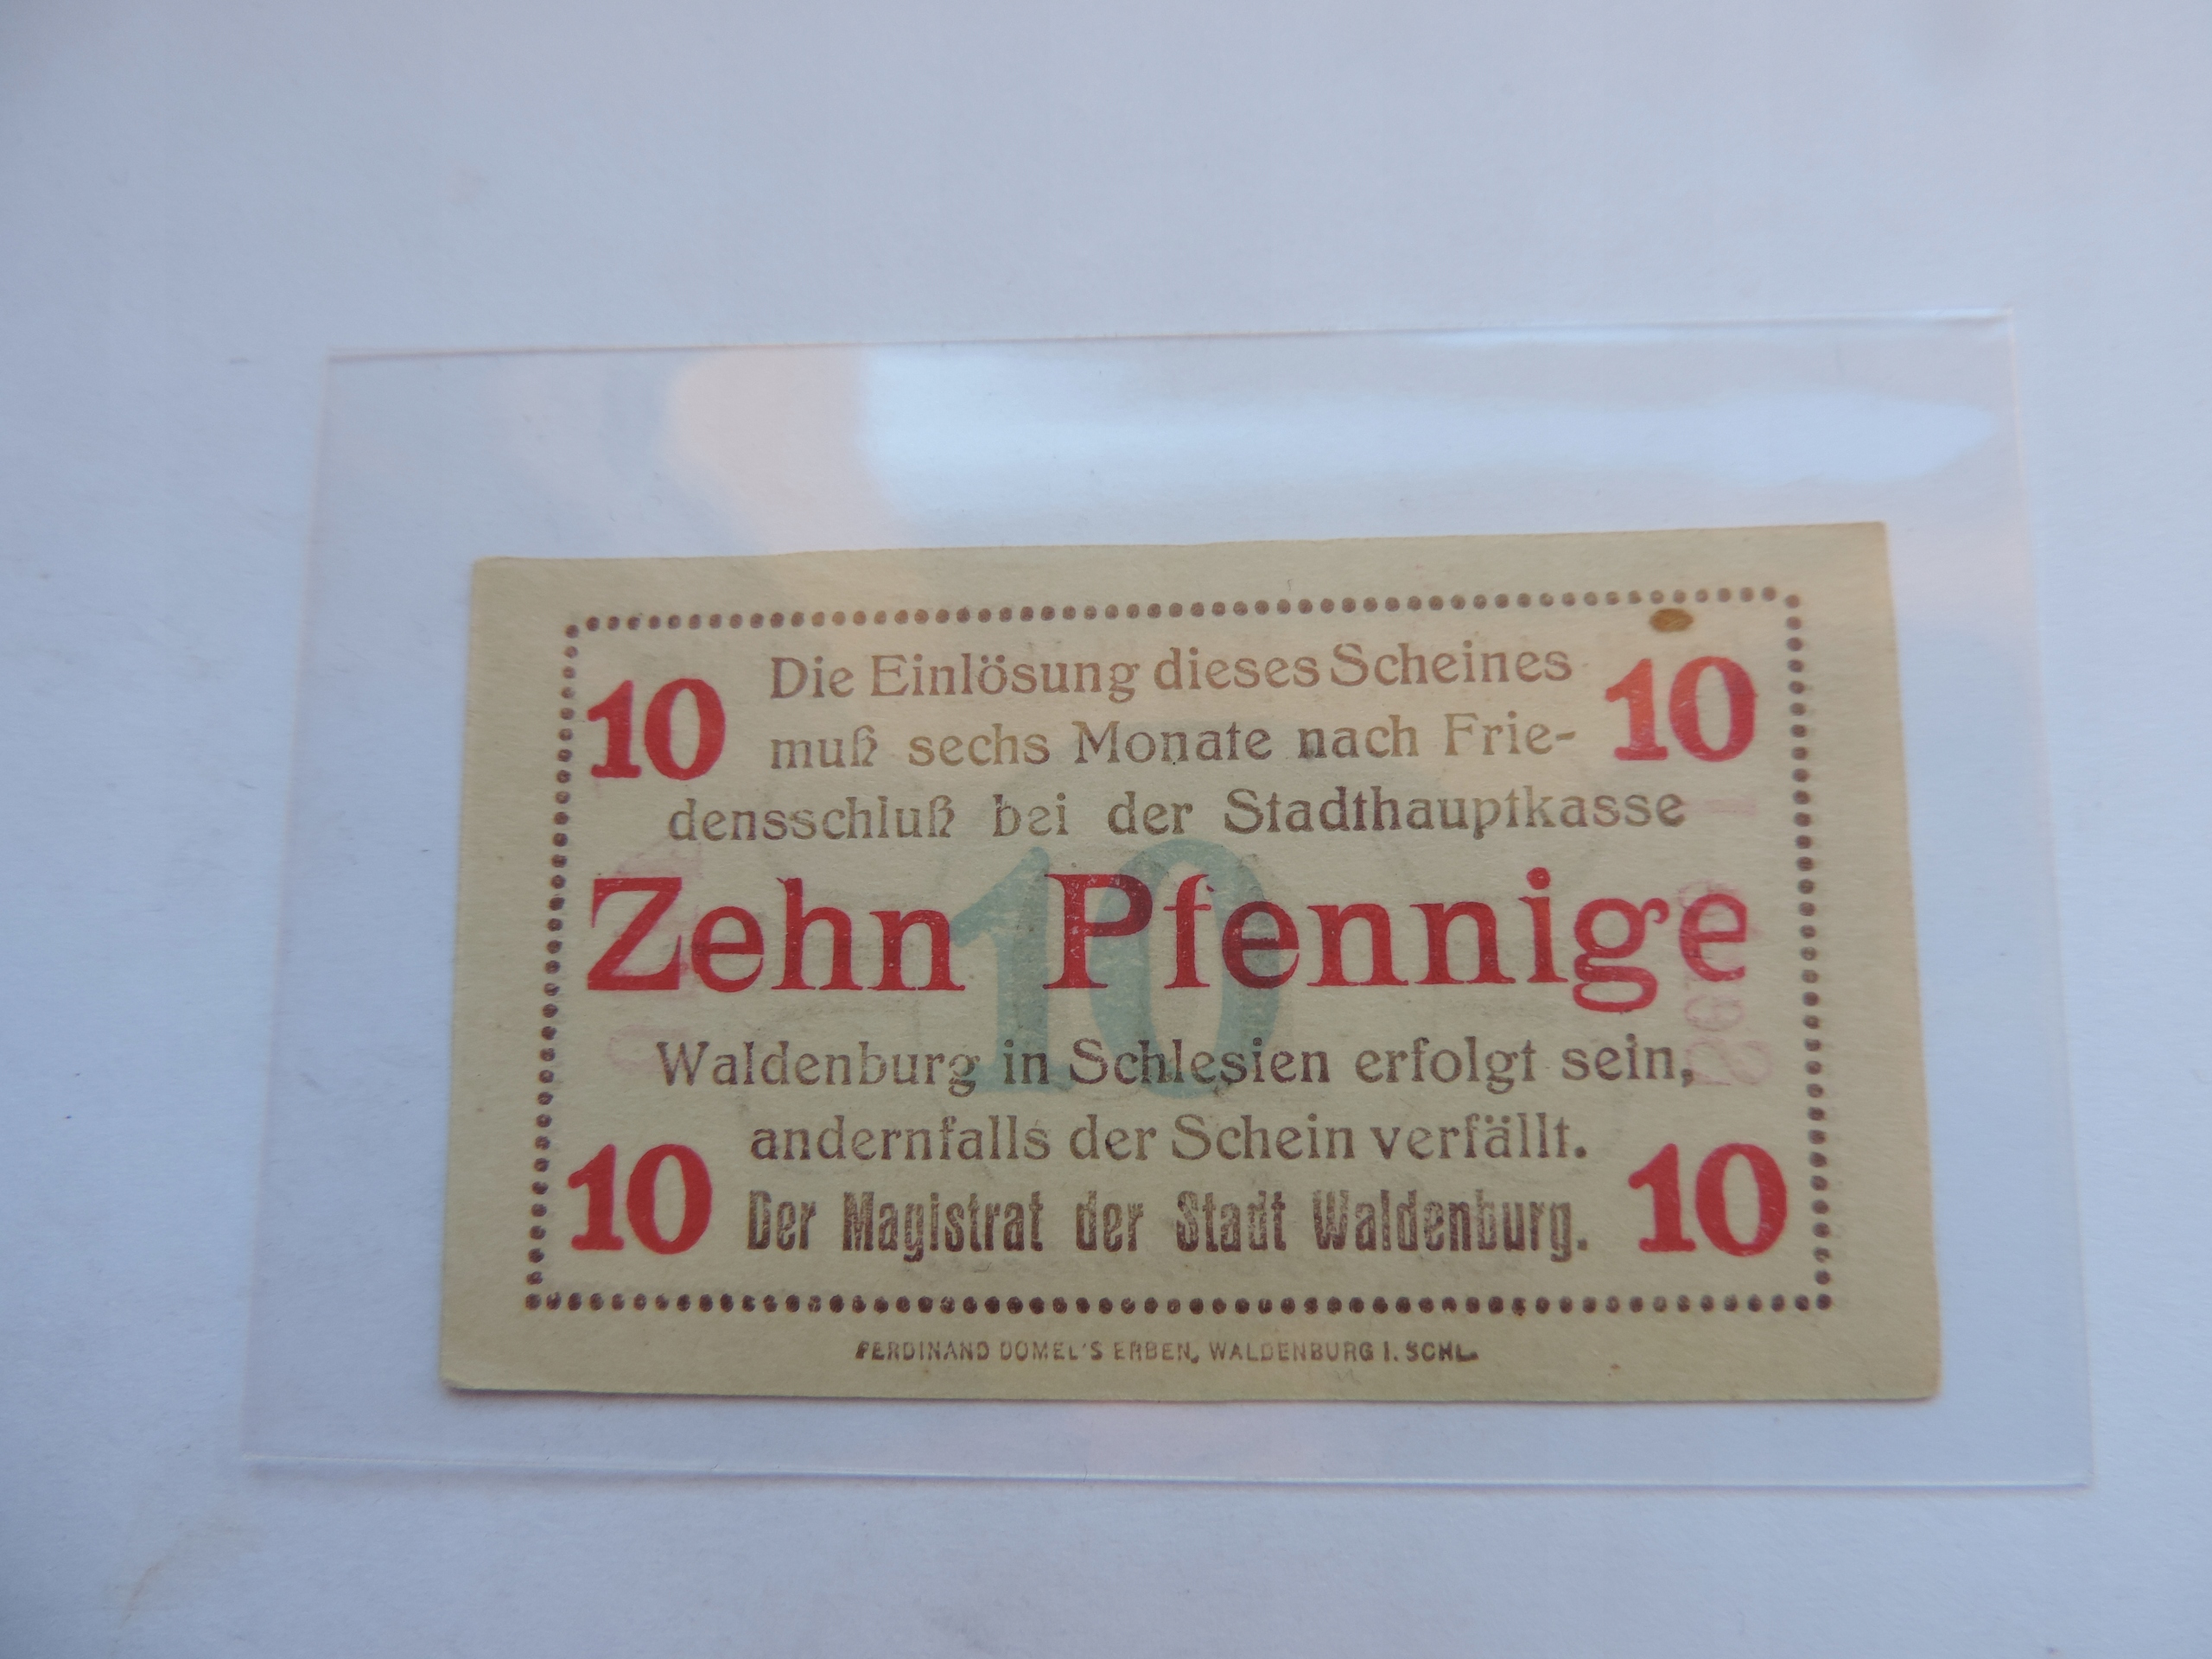 10 Die Einlösung dieses Scheines 10
muß sechs Monate nach Frie-
densschluß bei der Stadthauptkasse
10
Zehn Pfennige
Waldenburg in Schlesien erfolgt sein,
andernfalls der Schein verfällt.
10 Der Magistrat der Stadt Waldenburg. 10
FERDINAND DOMEL'S ERBEN, WALDENBURG I. SCHL.